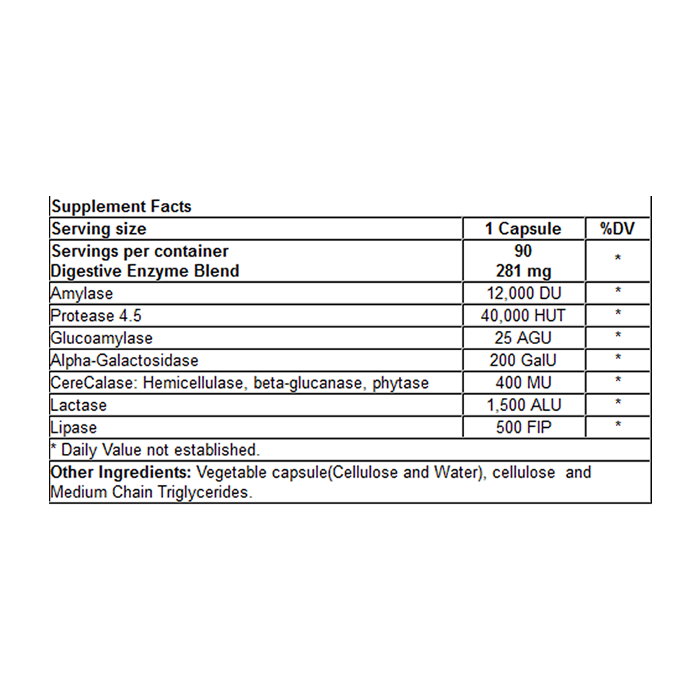 Supplement Facts
Serving size 1 Capsule %DV
Servings per container 90 *
Digestive Enzyme Blend 281 mg
Amylase 12,000 DU *
Protease 4.5 40,000 HUT *
Glucoamylase 25 AGU *
Alpha-Galactosidase 200 GalU *
CereCalase: Hemicellulase, beta-glucanase, phytase 400 MU *
Lactase 1,500 ALU *
Lipase 500 FIP *
* Daily Value not established.
Other Ingredients: Vegetable capsule(Cellulose and Water), cellulose and
Medium Chain Triglycerides.